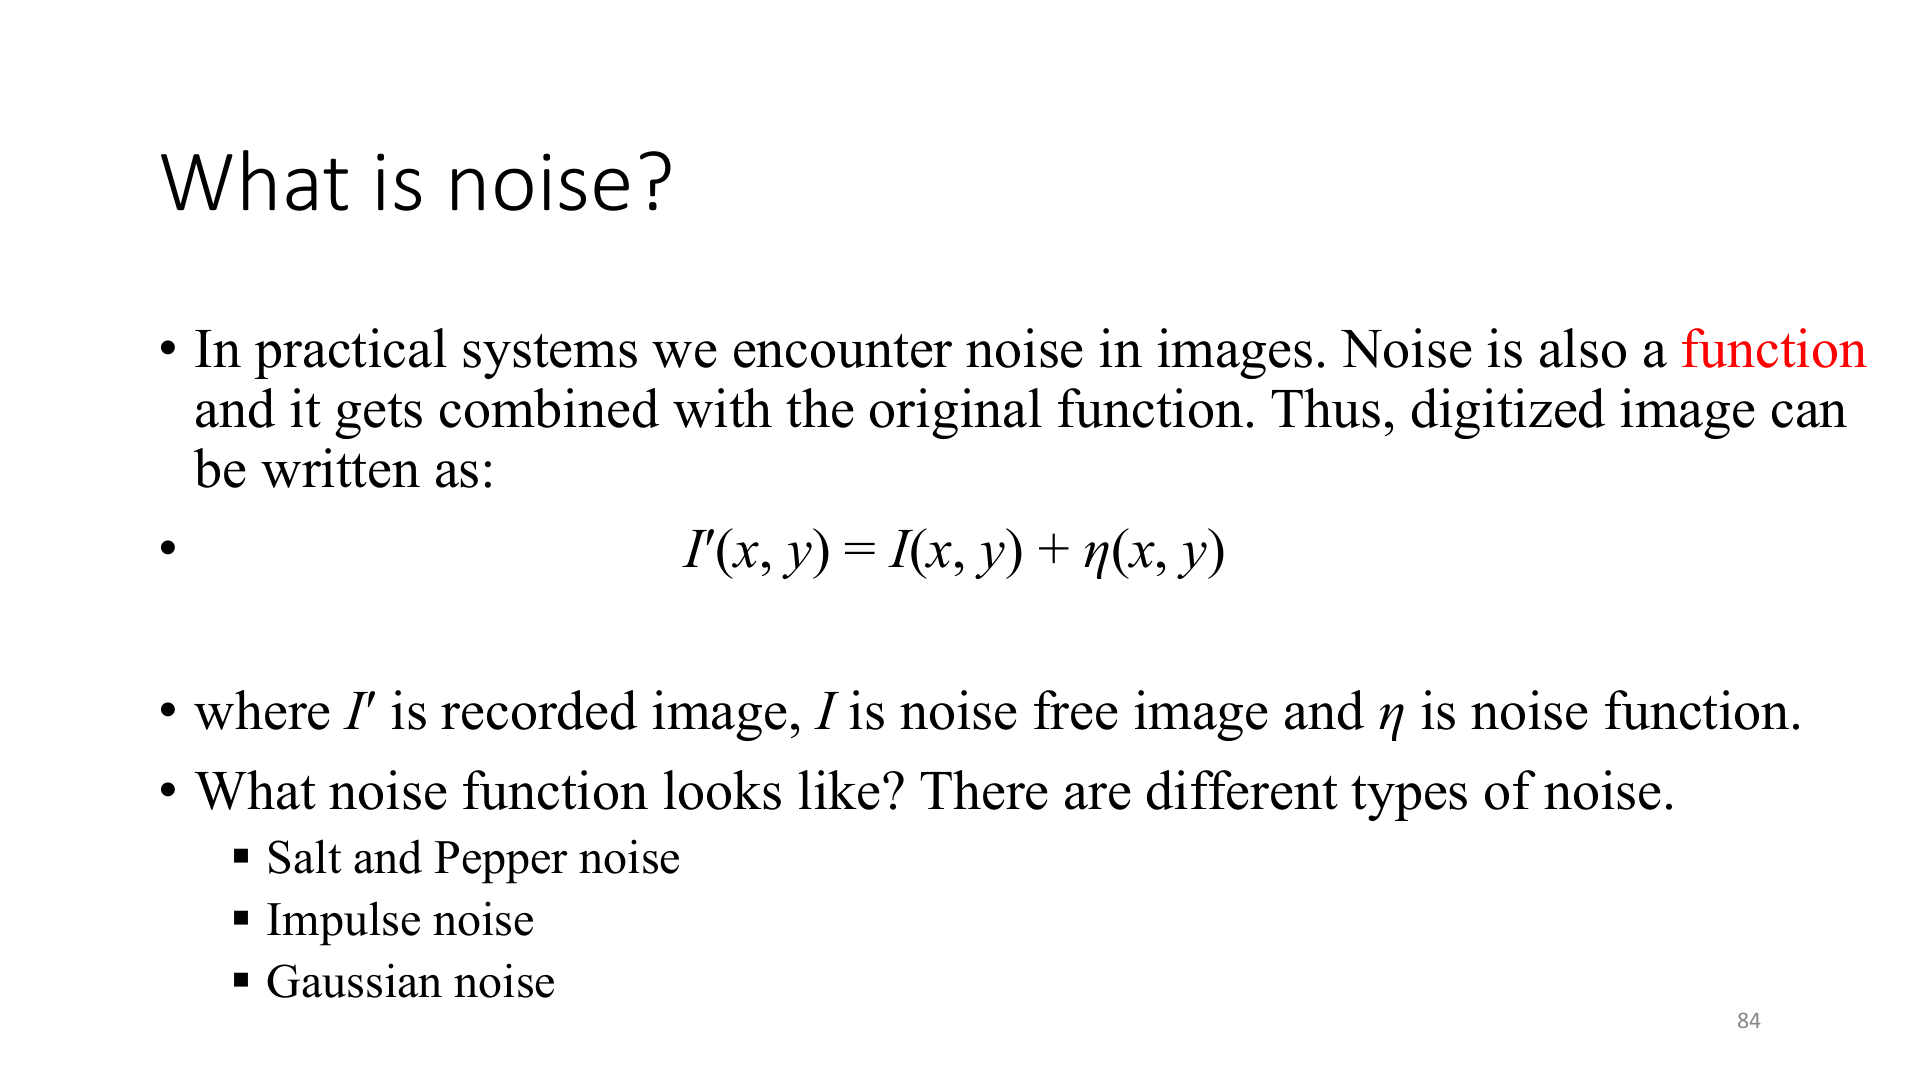 What is noise?
• In practical systems we encounter noise in images. Noise is also a function
and it gets combined with the original function. Thus, digitized image can
be written as:
• I′(x, y) = I(x, y) + η(x, y)
• where I′ is recorded image, I is noise free image and η is noise function.
• What noise function looks like? There are different types of noise.
▪ Salt and Pepper noise
▪ Impulse noise
▪ Gaussian noise
84